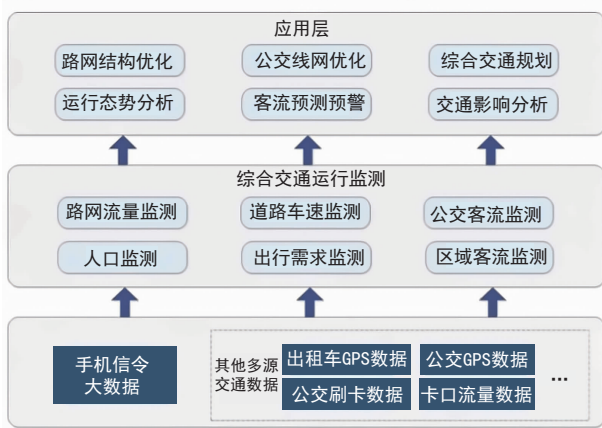 应用层
路网结构优化
公交线网优化
综合交通规划
运行态势分析
客流预测预警
交通影响分析
综合交通运行监测
路网流量监测
道路车速监测
公交客流监测
人口监测
出行需求监测
区域客流监测
手机信令
大数据
其他多源
交通数据
出租车GPS数据
公交GPS数据
公交刷卡数据
卡口流量数据
...